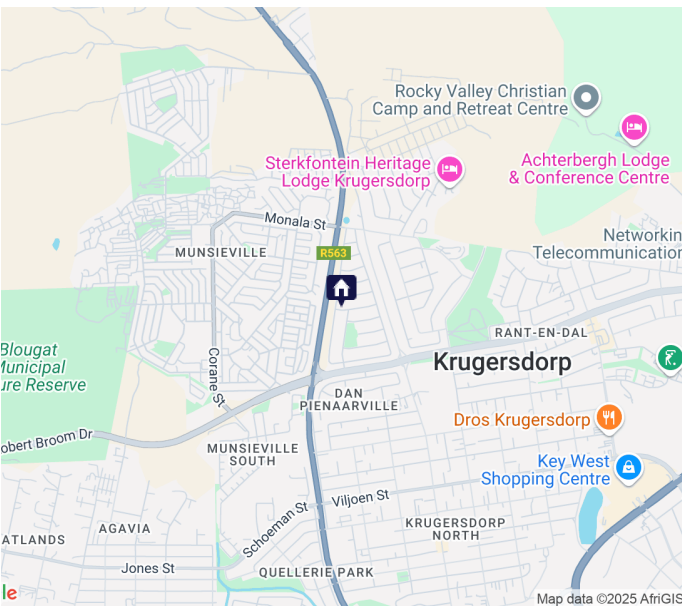 Rocky Valley Christian
Camp and Retreat Centre
Sterkfontein Heritage
Lodge Krugersdorp
Achterbergh Lodge
& Conference Centre
Monala St
Networkin
Telecommunication
MUNSIEVILLE
R563
RANT-EN-DAL
Blougat
Municipal
ure Reserve
Krugersdorp
Corane St
DAN
PIENAARVILLE
Dros Krugersdorp
obert Broom Dr
MUNSIEVILLE
SOUTH
Key West
Shopping Centre
Viljoen St
Schoeman St
AGAVIA
ATLANDS
KRUGERSDORP
NORTH
Jones St
QUELLERIE PARK
le
Map data ©2025 AfriGIS